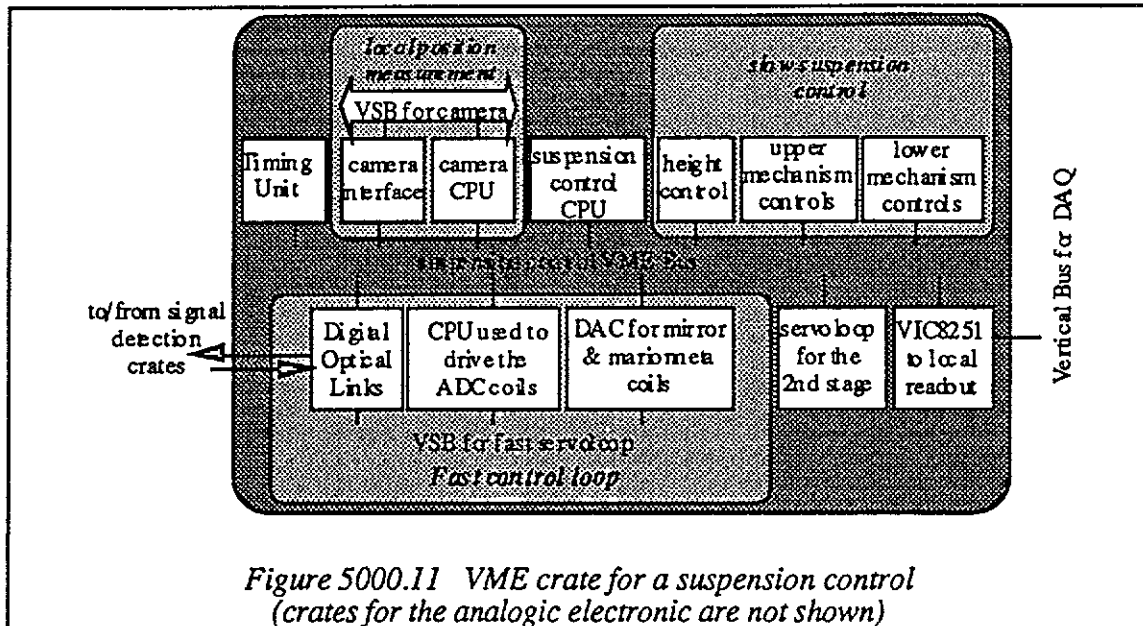 local position
measurement
slow suspension
control
VSB for camera
Timing
Unit
camera
interface
camera
CPU
suspension
control
CPU
height
control
upper
mechanism
controls
lower
mechanism
controls
Vertical Bus for DAQ
control VME Bus
to/from signal
detection
crates
Digital
Optical
Links
CPU used to
drive the
ADC coils
DAC for mirror
& marionneta
coils
servo loop
for the
2nd stage
VIC8251
to local
readout
VSB for fast servoloop
Fast control loop
Figure 5000.11 VME crate for a suspension control
(crates for the analogic electronic are not shown)